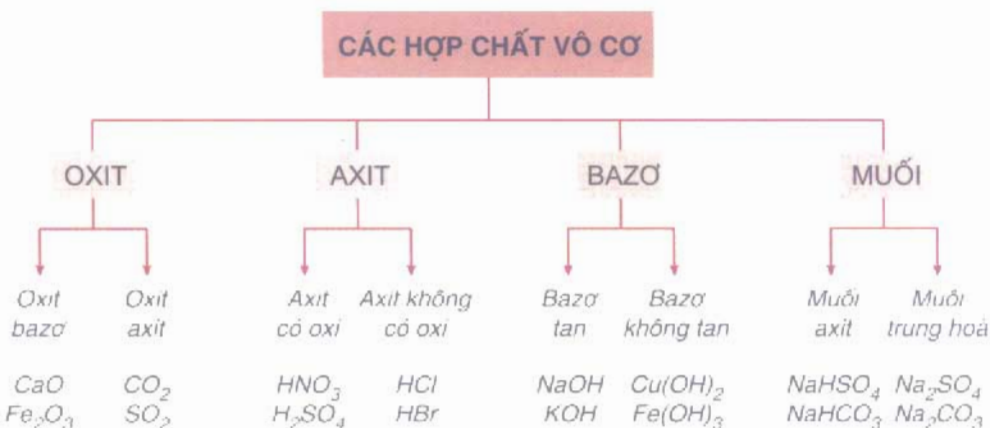 CÁC HỢP CHẤT VÔ CƠ
OXIT AXIT BAZƠ MUỐI
Oxit Oxit Axit Axit không Bazơ Bazơ Muối Muối
bazơ axit có oxi có oxi tan không tan axit trung hoà
CaO CO₂ HNO₃ HCl NaOH Cu(OH)₂ NaHSO₄ Na₂SO₄
Fe₂O₃ SO₂ H₂SO₄ HBr KOH Fe(OH)₃ NaHCO₃ Na₂CO₃